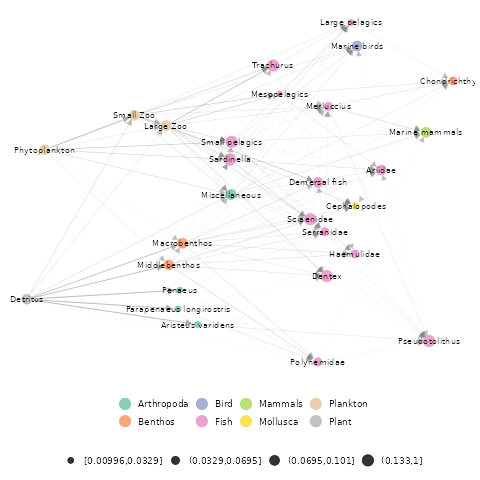 Large pelagics
Marine birds
Trachurus
Chondrichthy
Mesopelagics
Merluccius
Small Zoo
Large Zoo
Marine mammals
Small pelagics
Phytoplankton
Sardinella
Ariidae
Demersal fish
Miscellaneous
Cephalopodes
Sciaenidae
Serranidae
Macrobenthos
Haemulidae
Middlebenthos
Dentex
Penaeus
Detritus
Parapenaeus longirostris
Aristeus varidens
Pseudotolithus
Polynemidae
Arthropoda Bird Mammals Plankton
Benthos Fish Mollusca Plant
[0.00996,0.0329] (0.0329,0.0695] (0.0695,0.101] (0.133,1]